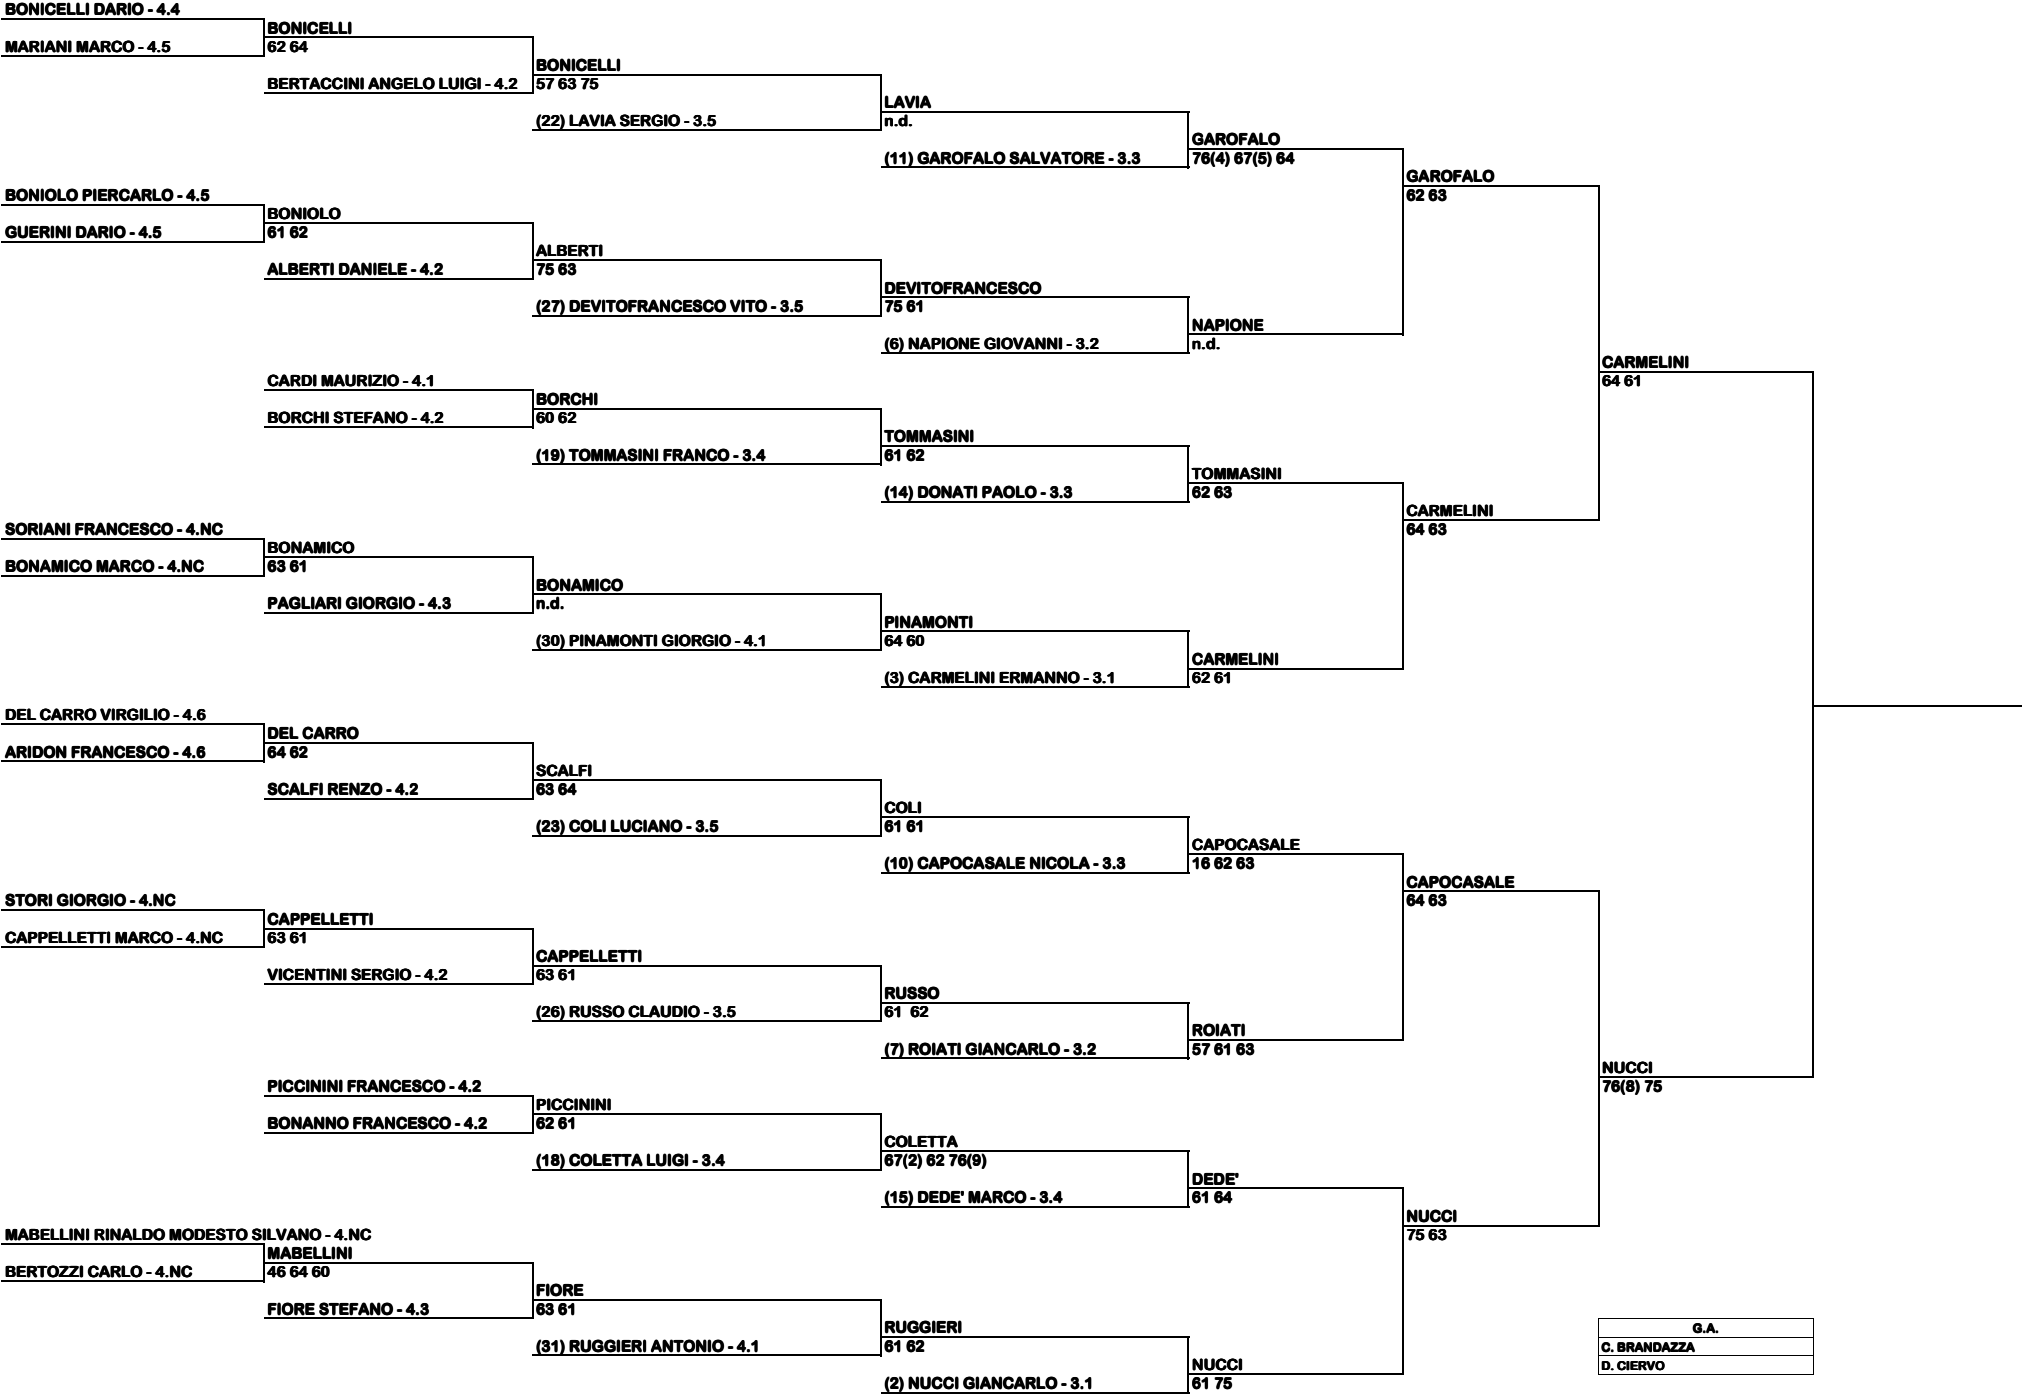 BONICELLI DARIO - 4.4
BONICELLI
MARIANI MARCO - 4.5
62 64
BONICELLI
BERTACCINI ANGELO LUIGI - 4.2
57 63 75
LAVIA
(22) LAVIA SERGIO - 3.5
n.d.
GAROFALO
(11) GAROFALO SALVATORE - 3.3
76(4) 67(5) 64
GAROFALO
BONIOLO PIERCARLO - 4.5
62 63
BONIOLO
GUERINI DARIO - 4.5
61 62
ALBERTI
ALBERTI DANIELE - 4.2
75 63
DEVITOFRANCESCO
(27) DEVITOFRANCESCO VITO - 3.5
75 61
NAPIONE
(6) NAPIONE GIOVANNI - 3.2
n.d.
CARMELINI
CARDI MAURIZIO - 4.1
64 61
BORCHI
BORCHI STEFANO - 4.2
60 62
TOMMASINI
(19) TOMMASINI FRANCO - 3.4
61 62
TOMMASINI
(14) DONATI PAOLO - 3.3
62 63
CARMELINI
SORIANI FRANCESCO - 4.NC
64 63
BONAMICO
BONAMICO MARCO - 4.NC
63 61
BONAMICO
PAGLIARI GIORGIO - 4.3
n.d.
PINAMONTI
(30) PINAMONTI GIORGIO - 4.1
64 60
CARMELINI
(3) CARMELINI ERMANNO - 3.1
62 61
DEL CARRO VIRGILIO - 4.6
DEL CARRO
ARIDON FRANCESCO - 4.6
64 62
SCALFI
SCALFI RENZO - 4.2
63 64
COLI
(23) COLI LUCIANO - 3.5
61 61
CAPOCASALE
(10) CAPOCASALE NICOLA - 3.3
16 62 63
CAPOCASALE
STORI GIORGIO - 4.NC
64 63
CAPPELLETTI
CAPPELLETTI MARCO - 4.NC
63 61
CAPPELLETTI
VICENTINI SERGIO - 4.2
63 61
RUSSO
(26) RUSSO CLAUDIO - 3.5
61  62
ROIATI
(7) ROIATI GIANCARLO - 3.2
57 61 63
NUCCI
PICCININI FRANCESCO - 4.2
76(8) 75
PICCININI
BONANNO FRANCESCO - 4.2
62 61
COLETTA
(18) COLETTA LUIGI - 3.4
67(2) 62 76(9)
DEDE'
(15) DEDE' MARCO - 3.4
61 64
NUCCI
MABELLINI RINALDO MODESTO SILVANO - 4.NC
75 63
MABELLINI
BERTOZZI CARLO - 4.NC
46 64 60
FIORE
FIORE STEFANO - 4.3
63 61
RUGGIERI
G.A.
(31) RUGGIERI ANTONIO - 4.1
61 62
C. BRANDAZZA
NUCCI
D. CIERVO
(2) NUCCI GIANCARLO - 3.1
61 75